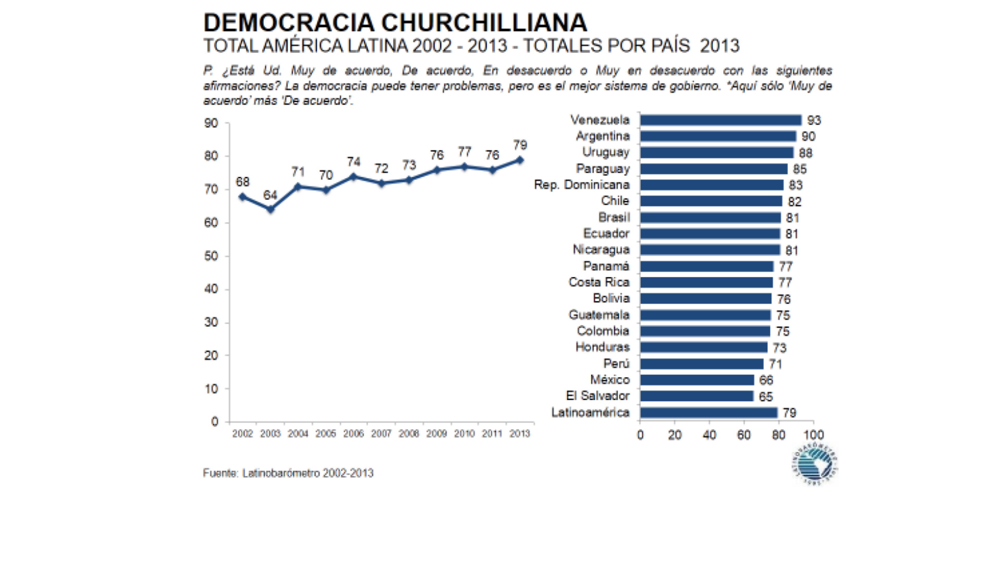 DEMOCRACIA CHURCHILLIANA
TOTAL AMÉRICA LATINA 2002 - 2013 - TOTALES POR PAÍS 2013
P. ¿Está Ud. Muy de acuerdo, De acuerdo, En desacuerdo o Muy en desacuerdo con las siguientes
afirmaciones? La democracia puede tener problemas, pero es el mejor sistema de gobierno. *Aquí sólo ‘Muy de
acuerdo’ más ‘De acuerdo’.
90
80
70
60
50
40
30
20
10
0
68 64 71 70 74 72 73 76 77 76 79
2002 2003 2004 2005 2006 2007 2008 2009 2010 2011 2013
Venezuela 93
Argentina 90
Uruguay 88
Paraguay 85
Rep. Dominicana 83
Chile 82
Brasil 81
Ecuador 81
Nicaragua 81
Panamá 77
Costa Rica 77
Bolivia 76
Guatemala 75
Colombia 75
Honduras 73
Perú 71
México 66
El Salvador 65
Latinoamérica 79
0 20 40 60 80 100
LATINOBARÓMETRO
Fuente: Latinobarómetro 2002-2013